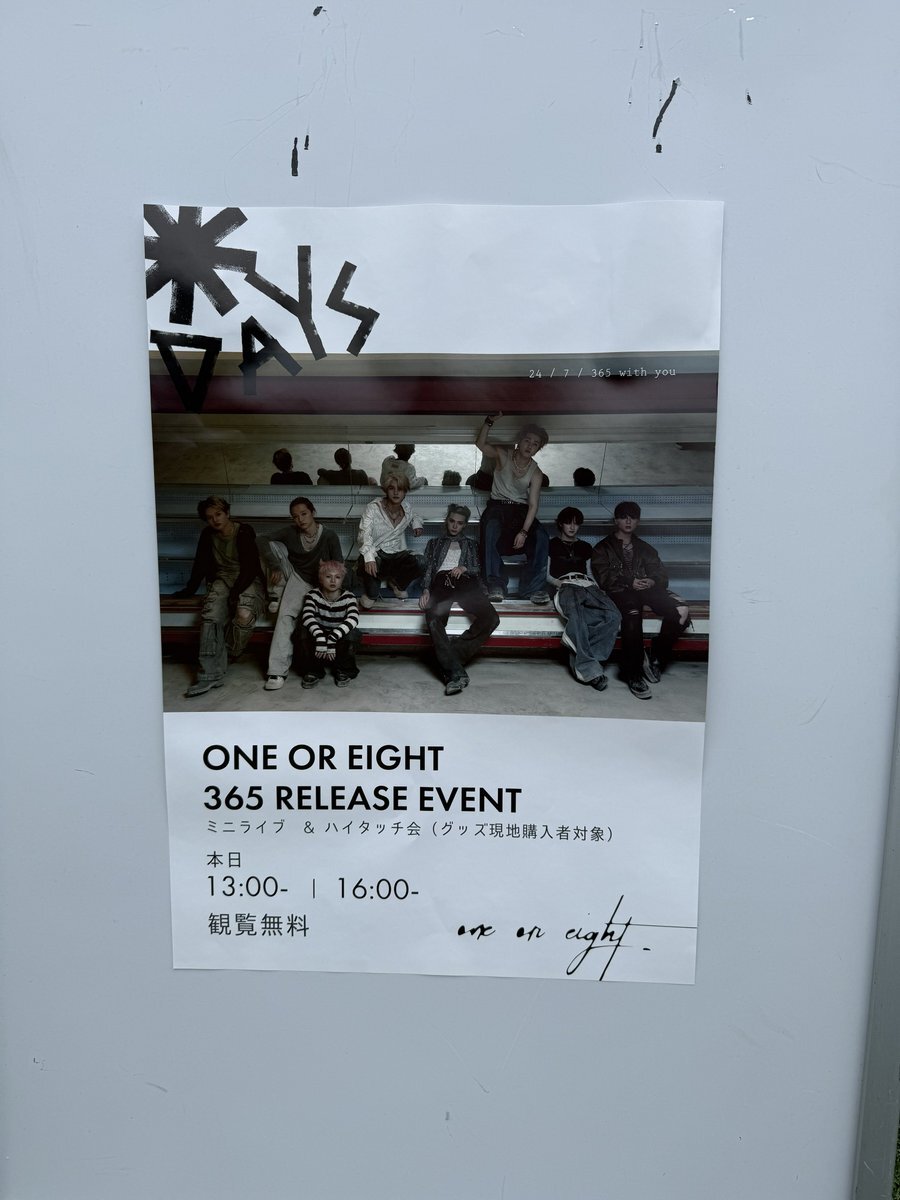 DAYS
24 / 7 / 365 with you
ONE OR EIGHT
365 RELEASE EVENT
ミニライブ & ハイタッチ会（グッズ現地購入者対象）
本日
13:00- | 16:00-
観覧無料
one or eight.